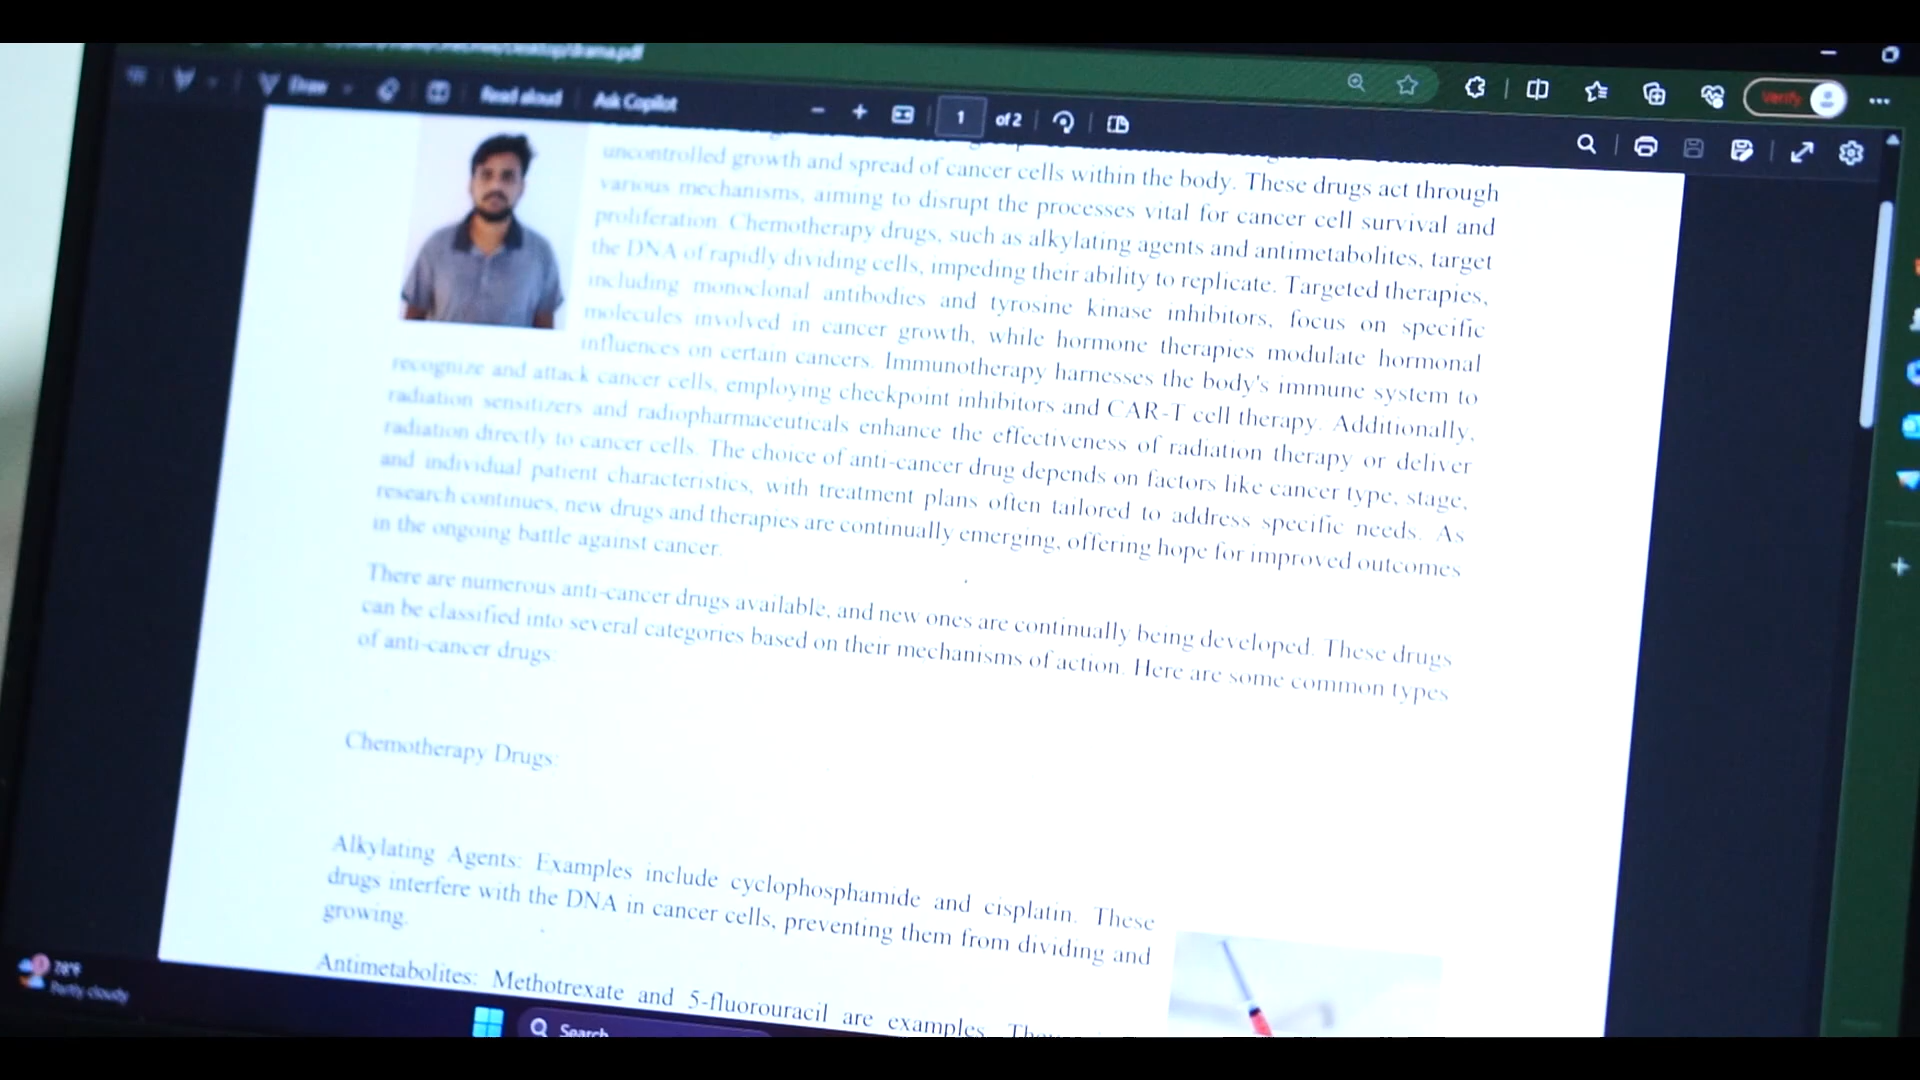 drama.pdf
Draw
Read aloud
Ask Copilot
1 of 2
Verify
uncontrolled growth and spread of cancer cells within the body. These drugs act through
various mechanisms, aiming to disrupt the processes vital for cancer cell survival and
proliferation. Chemotherapy drugs, such as alkylating agents and antimetabolites, target
the DNA of rapidly dividing cells, impeding their ability to replicate. Targeted therapies,
including monoclonal antibodies and tyrosine kinase inhibitors, focus on specific
molecules involved in cancer growth, while hormone therapies modulate hormonal
influences on certain cancers. Immunotherapy harnesses the body's immune system to
recognize and attack cancer cells, employing checkpoint inhibitors and CAR-T cell therapy. Additionally,
radiation sensitizers and radiopharmaceuticals enhance the effectiveness of radiation therapy or deliver
radiation directly to cancer cells. The choice of anti-cancer drug depends on factors like cancer type, stage,
and individual patient characteristics, with treatment plans often tailored to address specific needs. As
research continues, new drugs and therapies are continually emerging, offering hope for improved outcomes
in the ongoing battle against cancer.
There are numerous anti-cancer drugs available, and new ones are continually being developed. These drugs
can be classified into several categories based on their mechanisms of action. Here are some common types
of anti-cancer drugs:
Chemotherapy Drugs:
Alkylating Agents: Examples include cyclophosphamide and cisplatin. These
drugs interfere with the DNA in cancer cells, preventing them from dividing and
growing.
Antimetabolites: Methotrexate and 5-fluorouracil are examples.
78°F
Partly cloudy
Search